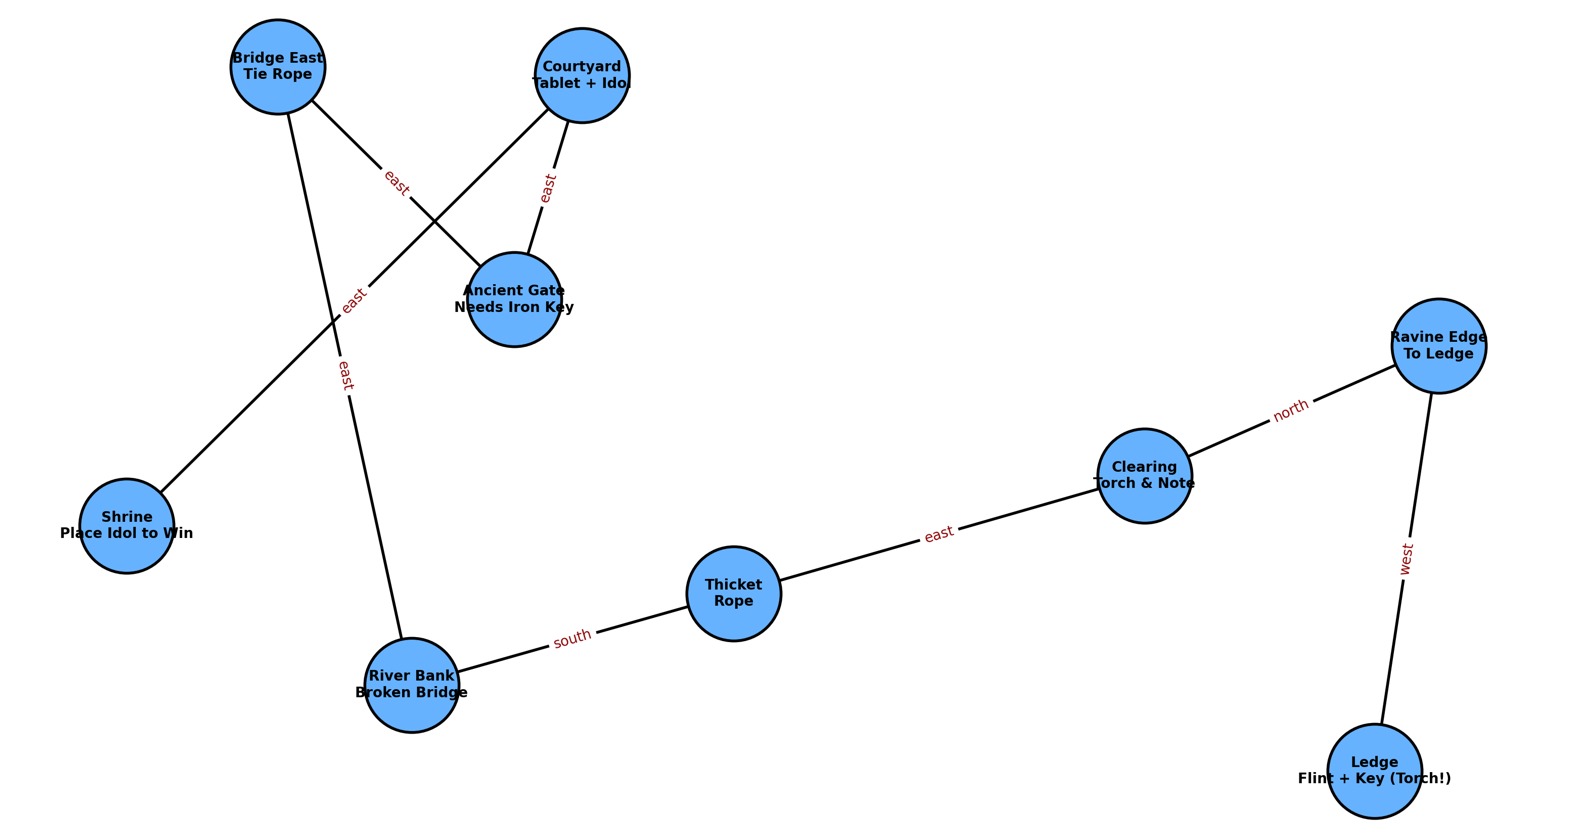 Bridge East
Tie Rope
Courtyard
Tablet + Idol
east
east
east
Ancient Gate
Needs Iron Key
east
Ravine Edge
To Ledge
north
Clearing
Torch & Note
Shrine
Place Idol to Win
east
west
Thicket
Rope
south
River Bank
Broken Bridge
Ledge
Flint + Key (Torch!)